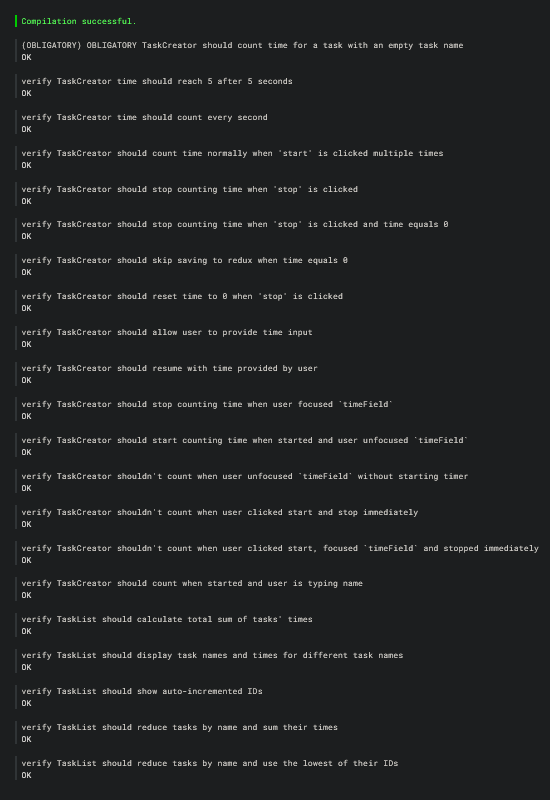 Compilation successful.
(OBLIGATORY) OBLIGATORY TaskCreator should count time for a task with an empty task name
OK
verify TaskCreator time should reach 5 after 5 seconds
OK
verify TaskCreator time should count every second
OK
verify TaskCreator should count time normally when 'start' is clicked multiple times
OK
verify TaskCreator should stop counting time when 'stop' is clicked
OK
verify TaskCreator should stop counting time when 'stop' is clicked and time equals 0
OK
verify TaskCreator should skip saving to redux when time equals 0
OK
verify TaskCreator should reset time to 0 when 'stop' is clicked
OK
verify TaskCreator should allow user to provide time input
OK
verify TaskCreator should resume with time provided by user
OK
verify TaskCreator should stop counting time when user focused `timeField`
OK
verify TaskCreator should start counting time when started and user unfocused `timeField`
OK
verify TaskCreator shouldn't count when user unfocused `timeField` without starting timer
OK
verify TaskCreator shouldn't count when user clicked start and stop immediately
OK
verify TaskCreator shouldn't count when user clicked start, focused `timeField` and stopped immediately
OK
verify TaskCreator should count when started and user is typing name
OK
verify TaskList should calculate total sum of tasks' times
OK
verify TaskList should display task names and times for different task names
OK
verify TaskList should show auto-incremented IDs
OK
verify TaskList should reduce tasks by name and sum their times
OK
verify TaskList should reduce tasks by name and use the lowest of their IDs
OK